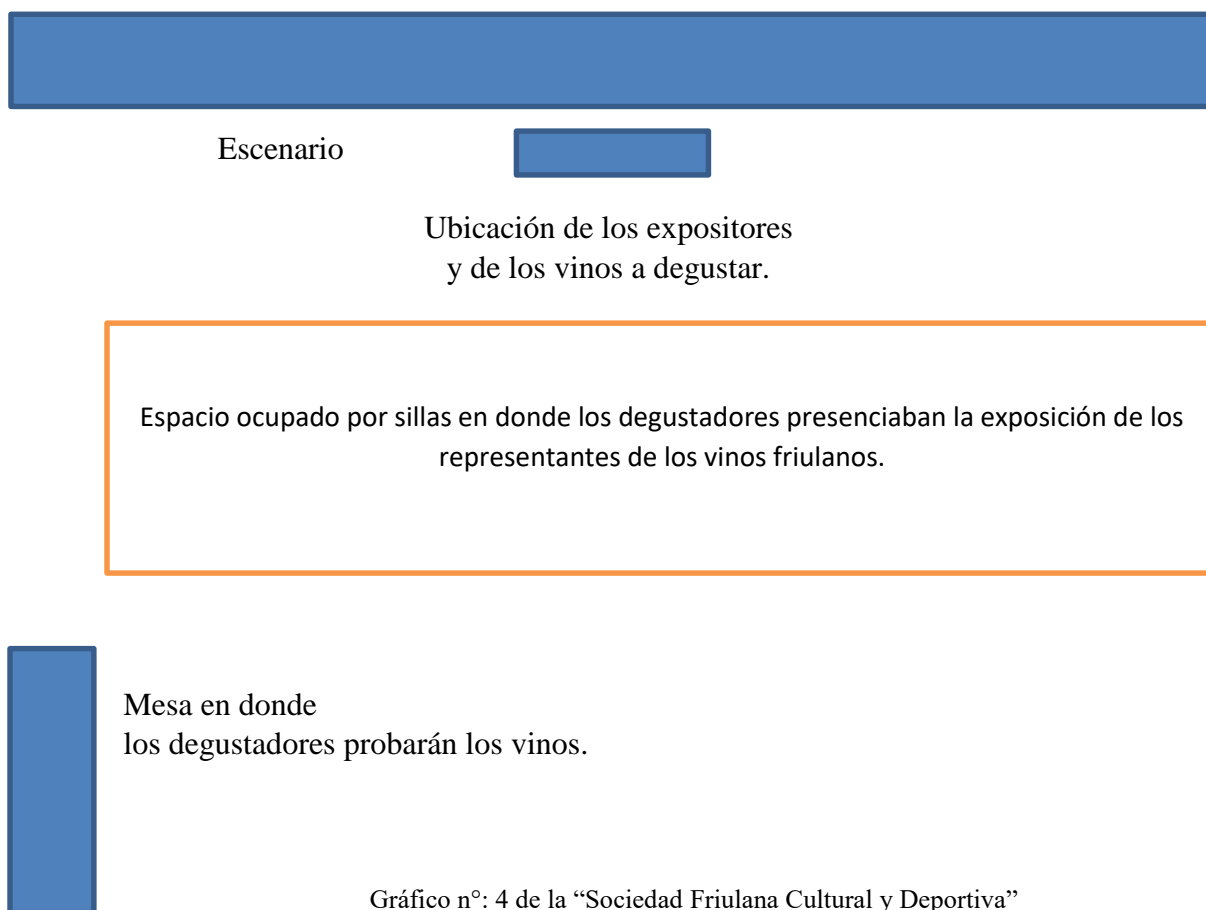 Escenario
Ubicación de los expositores
y de los vinos a degustar.
Espacio ocupado por sillas en donde los degustadores presenciaban la exposición de los
representantes de los vinos friulanos.
Mesa en donde
los degustadores probarán los vinos.
Gráfico n°: 4 de la “Sociedad Friulana Cultural y Deportiva”